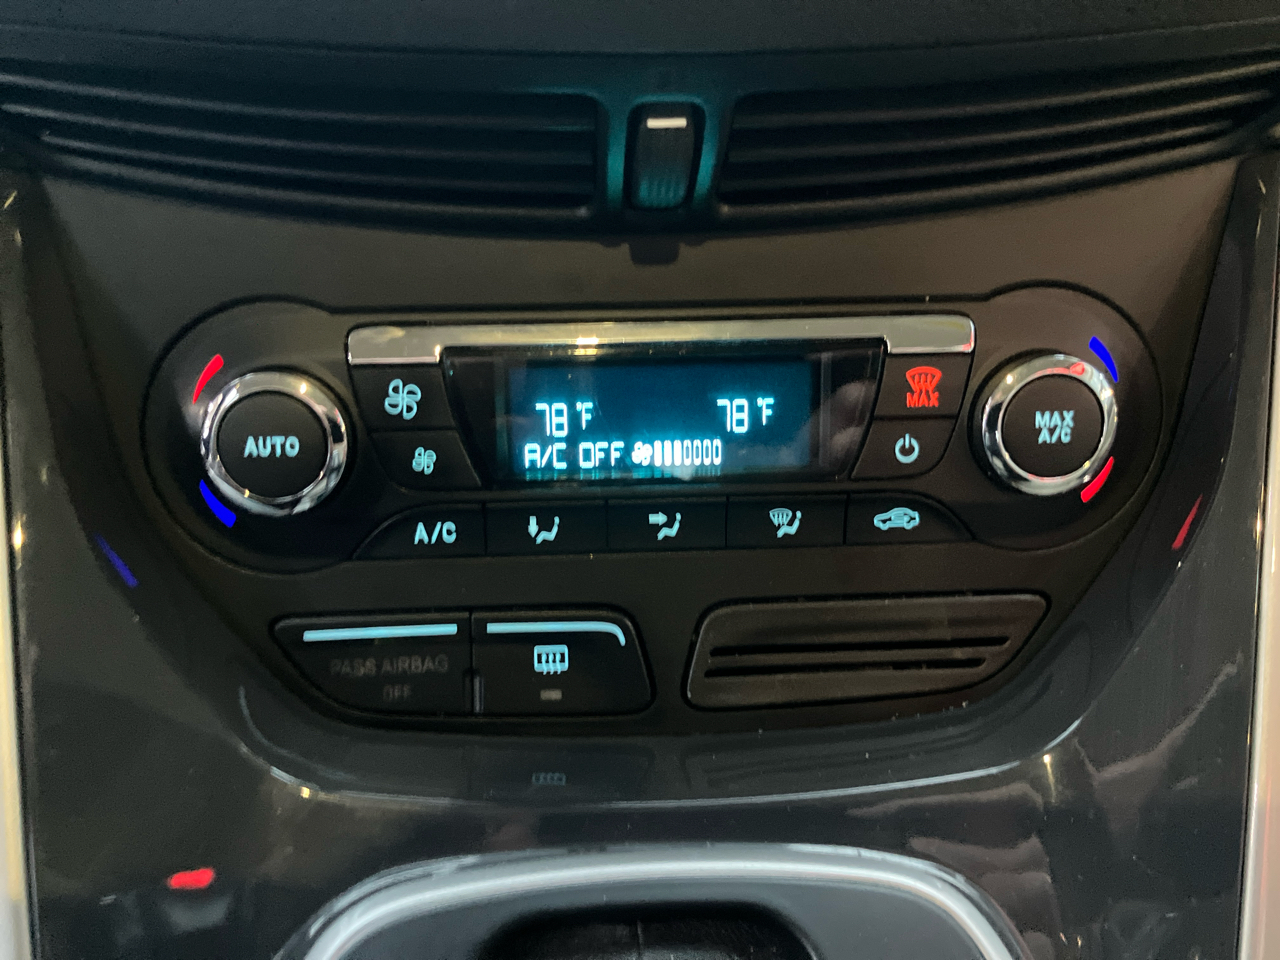 MAX
78°F 78°F
AUTO
MAX
A/C
A/C OFF
A/C
PASS AIRBAG
OFF